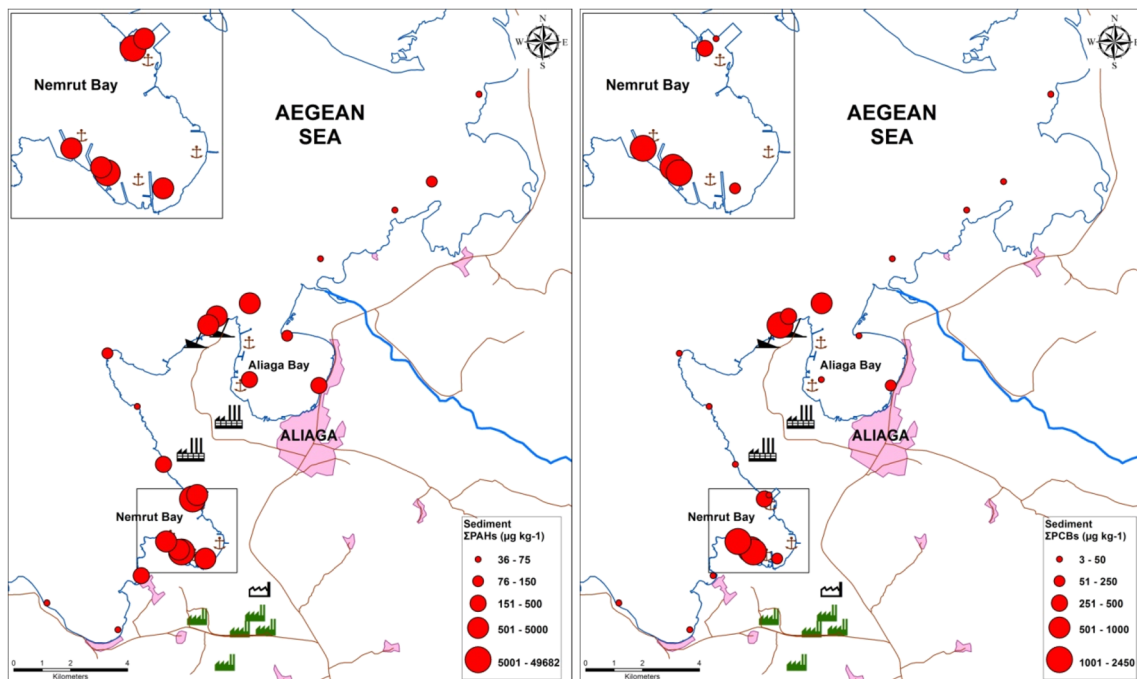 N
W E
S
Nemrut Bay
AEGEAN
SEA
Aliaga Bay
ALIAGA
Nemrut Bay
Sediment
ΣPAHs (µg kg-1)
36 - 75
76 - 150
151 - 500
501 - 5000
5001 - 49682
0 1 2 4
Kilometers
N
W E
S
Nemrut Bay
AEGEAN
SEA
Aliaga Bay
ALIAGA
Nemrut Bay
Sediment
ΣPCBs (µg kg-1)
3 - 50
51 - 250
251 - 500
501 - 1000
1001 - 2450
0 1 2 4
Kilometers